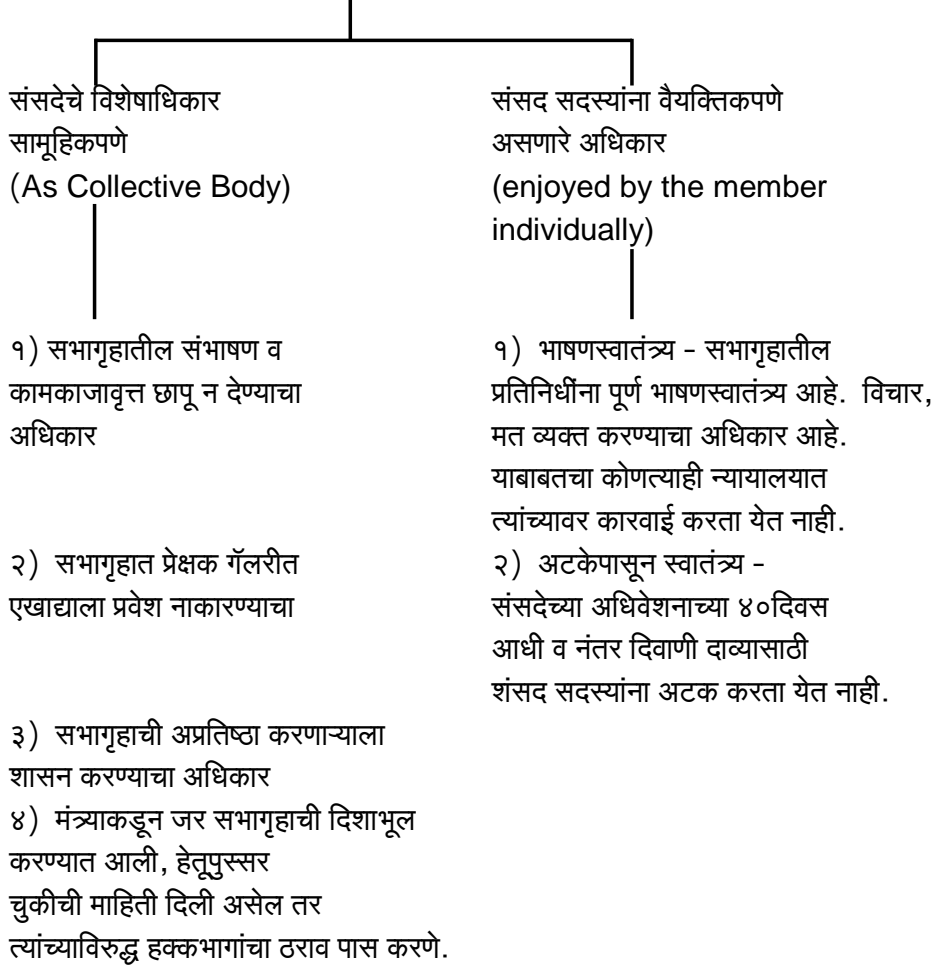 संसदेचे विशेषाधिकार
सामूहिकपणे
(As Collective Body)
१) सभागृहातील संभाषण व
कामकाजावृत्त छापू न देण्याचा
अधिकार
२) सभागृहात प्रेक्षक गॅलरीत
एखाद्याला प्रवेश नाकारण्याचा
३) सभागृहाची अप्रतिष्ठा करणाऱ्याला
शासन करण्याचा अधिकार
४) मंत्र्याकडून जर सभागृहाची दिशाभूल
करण्यात आली, हेतूपुस्सर
चुकीची माहिती दिली असेल तर
त्यांच्याविरुद्ध हक्कभागांचा ठराव पास करणे.
संसद सदस्यांना वैयक्तिकपणे
असणारे अधिकार
(enjoyed by the member
individually)
१) भाषणस्वातंत्र्य - सभागृहातील
प्रतिनिधींना पूर्ण भाषणस्वातंत्र्य आहे. विचार,
मत व्यक्त करण्याचा अधिकार आहे.
याबाबतचा कोणत्याही न्यायालयात
त्यांच्यावर कारवाई करता येत नाही.
२) अटकेपासून स्वातंत्र्य -
संसदेच्या अधिवेशनाच्या ४०दिवस
आधी व नंतर दिवाणी दाव्यासाठी
शंसद सदस्यांना अटक करता येत नाही.